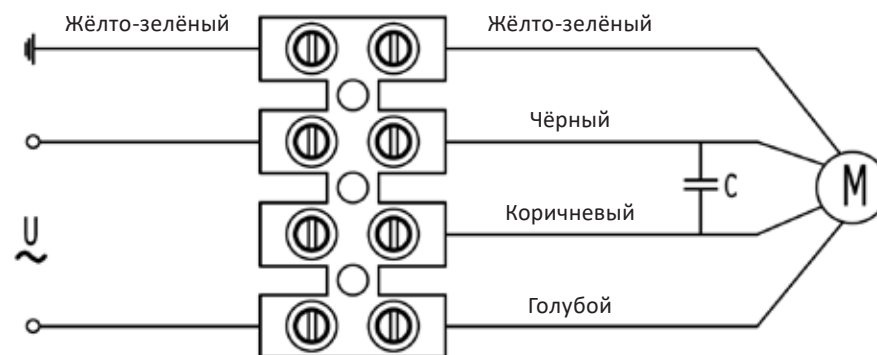 Жёлто-зелёный Жёлто-зелёный
Чёрный
C
M
Коричневый
U
~
Голубой